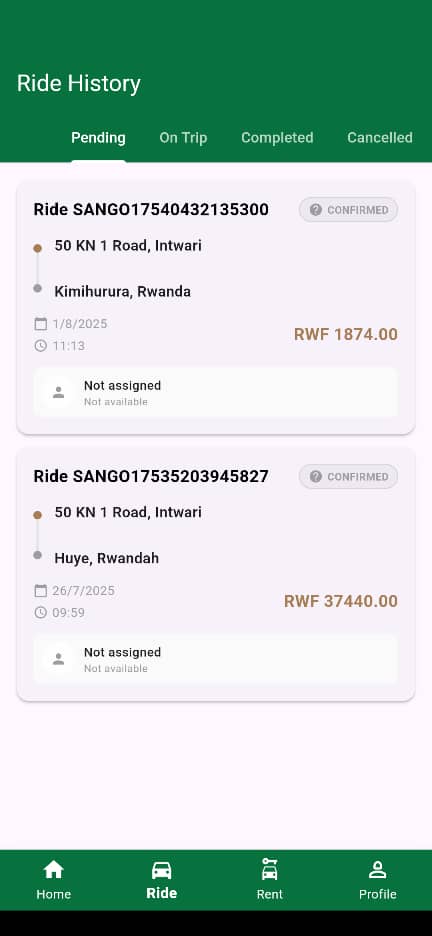 Ride History
Pending On Trip Completed Cancelled
Ride SANGO17540432135300 CONFIRMED
50 KN 1 Road, Intwari
Kimihurura, Rwanda
1/8/2025
RWF 1874.00
11:13
Not assigned
Not available
Ride SANGO17535203945827 CONFIRMED
50 KN 1 Road, Intwari
Huye, Rwandah
26/7/2025
RWF 37440.00
09:59
Not assigned
Not available
Home Ride Rent Profile